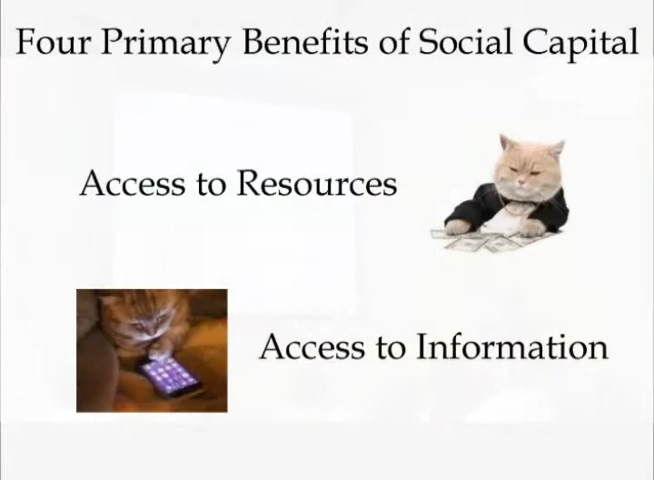 Four Primary Benefits of Social Capital
Access to Resources
Access to Information